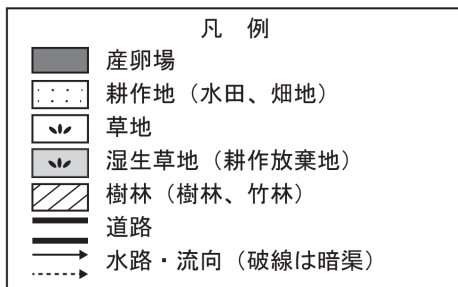 凡 例
産卵場
耕作地（水田、畑地）
草地
湿生草地（耕作放棄地）
樹林（樹林、竹林）
道路
水路・流向（破線は暗渠）